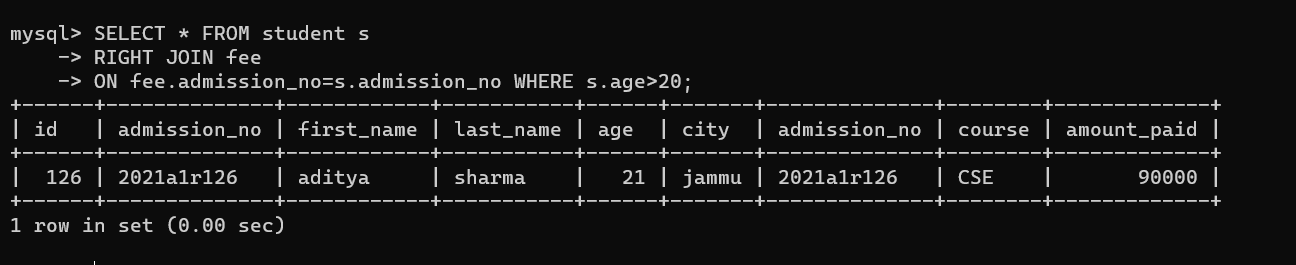 mysql> SELECT * FROM student s
    -> RIGHT JOIN fee
    -> ON fee.admission_no=s.admission_no WHERE s.age>20;
+------+--------------+------------+-----------+------+-------+--------------+--------+-------------+
| id   | admission_no | first_name | last_name | age  | city  | admission_no | course | amount_paid |
+------+--------------+------------+-----------+------+-------+--------------+--------+-------------+
|  126 | 2021a1r126   | aditya     | sharma    |   21 | jammu | 2021a1r126   | CSE    |       90000 |
+------+--------------+------------+-----------+------+-------+--------------+--------+-------------+
1 row in set (0.00 sec)